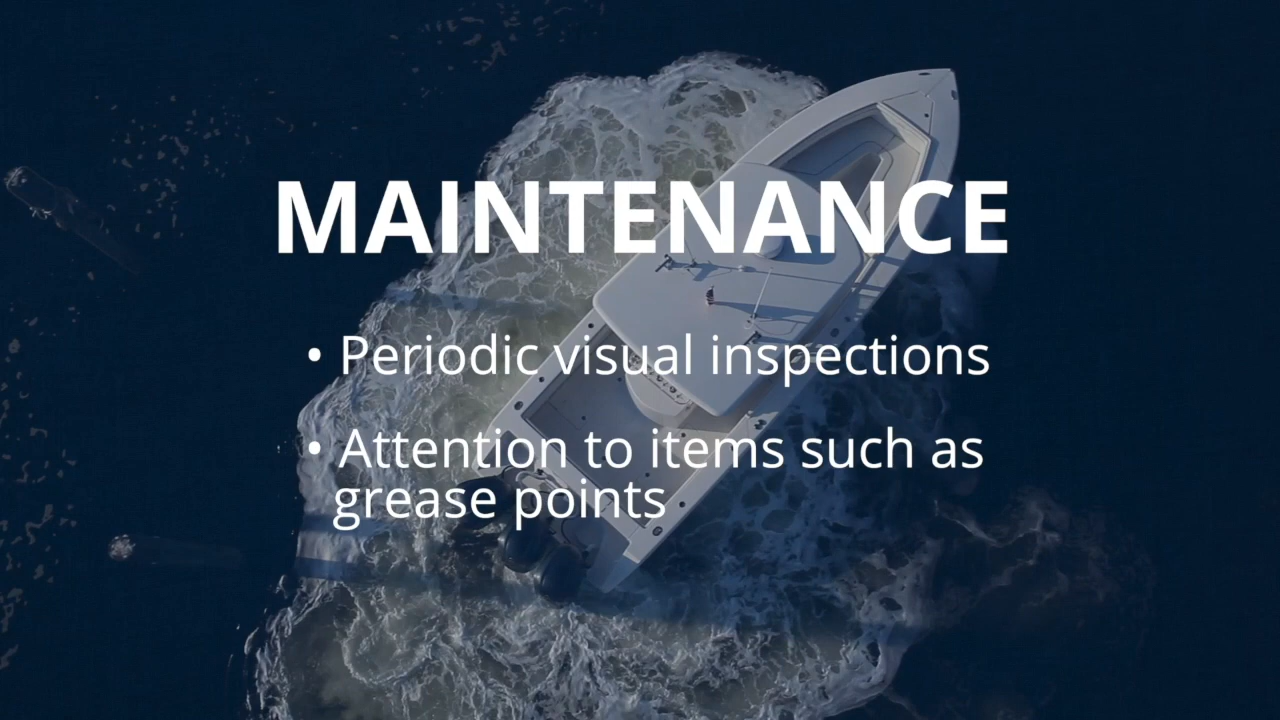 MAINTENANCE
• Periodic visual inspections
• Attention to items such as
grease points